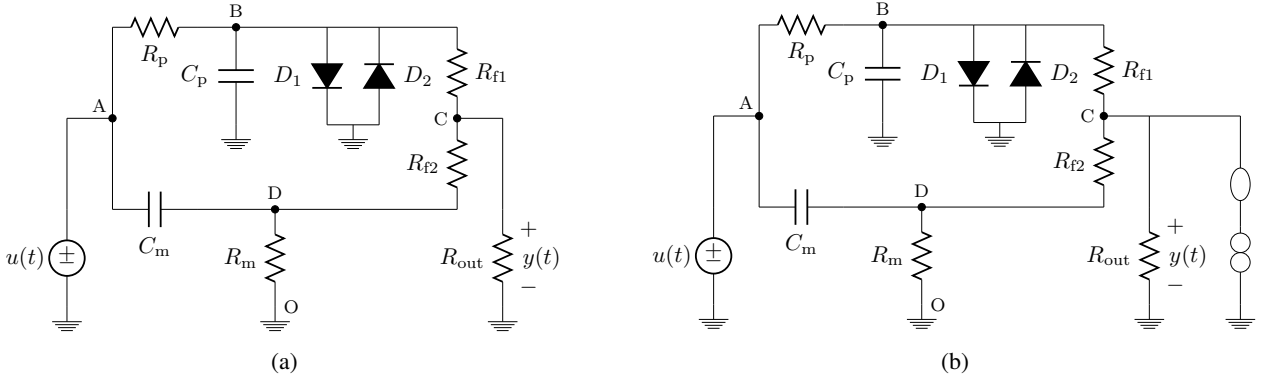 B
R_p
C_p
D_1
D_2
R_f1
A
C
R_f2
D
C_m
u(t)
±
R_m
R_out
+
y(t)
−
O
(a)
B
R_p
C_p
D_1
D_2
R_f1
A
C
R_f2
D
C_m
u(t)
±
R_m
R_out
+
y(t)
−
O
(b)